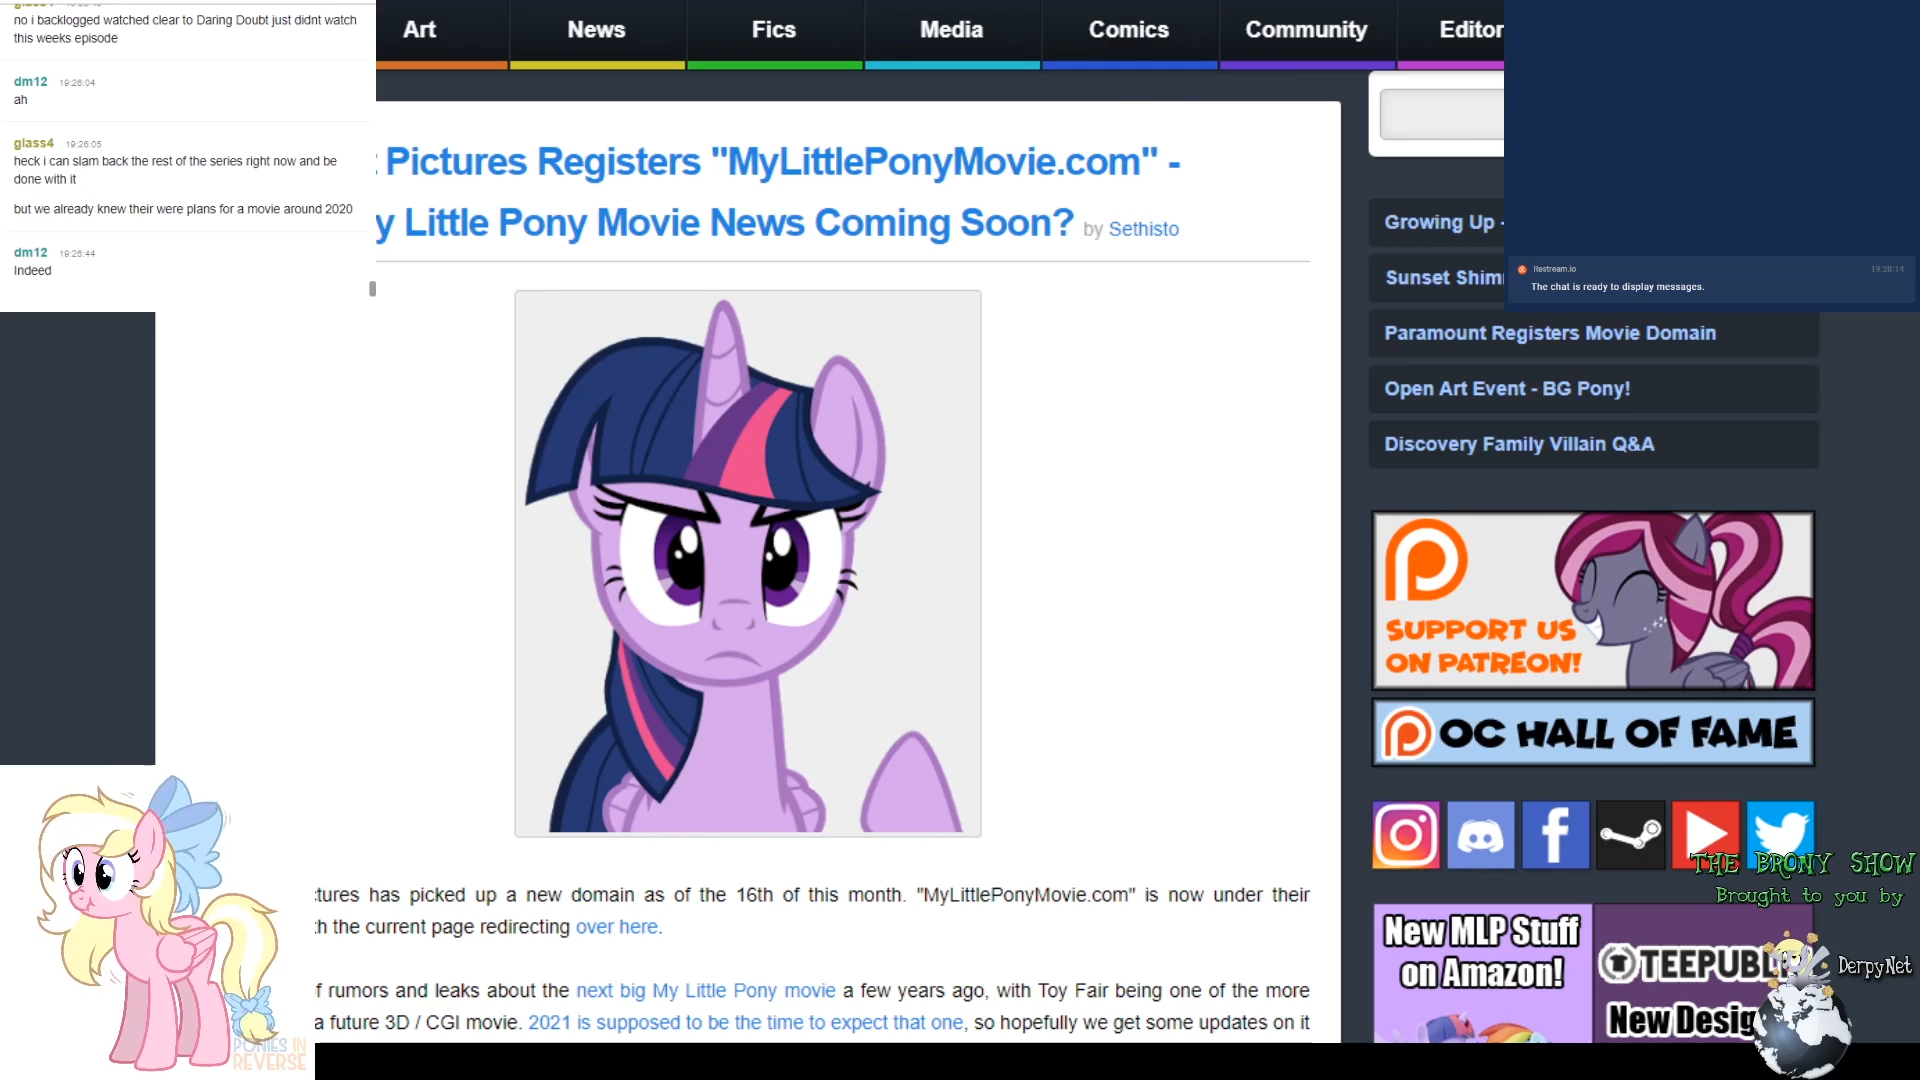 no i backlogged watched clear to Daring Doubt just didnt watch
this weeks episode
dm12 19:26:04
ah
glass4 19:26:05
heck i can slam back the rest of the series right now and be
done with it
but we already knew their were plans for a movie around 2020
dm12 19:26:44
Indeed
Art
News
Fics
Media
Comics
Community
Editor
Pictures Registers "MyLittlePonyMovie.com" -
y Little Pony Movie News Coming Soon? by Sethisto
Restream.io 19:20:14
The chat is ready to display messages.
Growing Up -
Sunset Shim
Paramount Registers Movie Domain
Open Art Event - BG Pony!
Discovery Family Villain Q&A
SUPPORT US
ON PATREON!
OC HALL OF FAME
THE BRONY SHOW
Brought to you by
DerpyNet
New MLP Stuff
on Amazon!
TEEPUBL
New Desig
tures has picked up a new domain as of the 16th of this month. "MyLittlePonyMovie.com" is now under their
h the current page redirecting over here.
f rumors and leaks about the next big My Little Pony movie a few years ago, with Toy Fair being one of the more
a future 3D / CGI movie. 2021 is supposed to be the time to expect that one, so hopefully we get some updates on it
PONIES IN
REVERSE